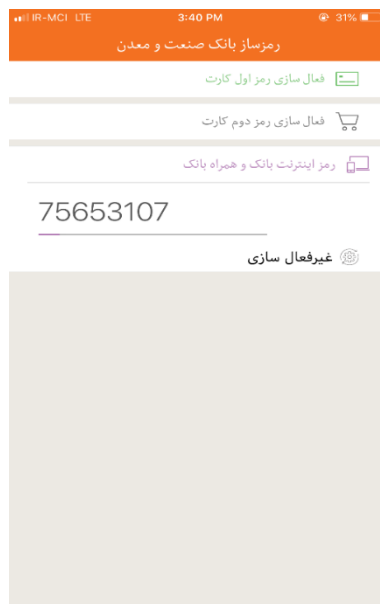 IR-MCI LTE 3:40 PM 31%
رمزساز بانک صنعت و معدن
فعال سازی رمز اول کارت
فعال سازی رمز دوم کارت
رمز اینترنت بانک و همراه بانک
75653107
غیرفعال سازی